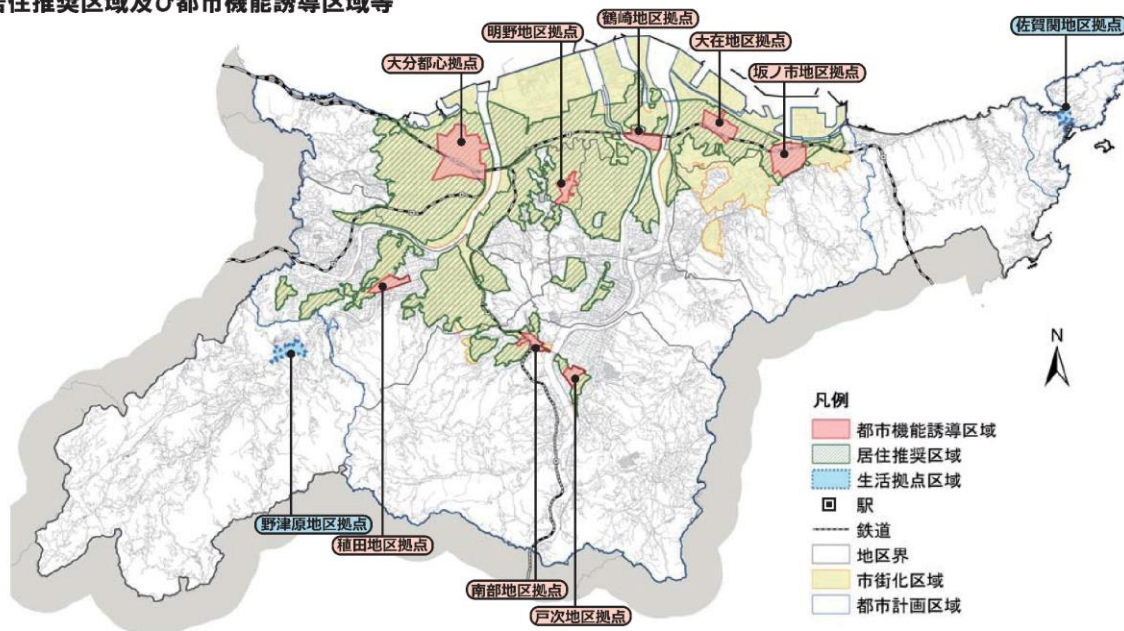 居住推奨区域及び都市機能誘導区域等
鶴崎地区拠点
明野地区拠点
大在地区拠点
佐賀関地区拠点
大分都心拠点
坂ノ市地区拠点
N
凡例
都市機能誘導区域
居住推奨区域
生活拠点区域
駅
鉄道
地区界
市街化区域
都市計画区域
野津原地区拠点
稙田地区拠点
南部地区拠点
戸次地区拠点